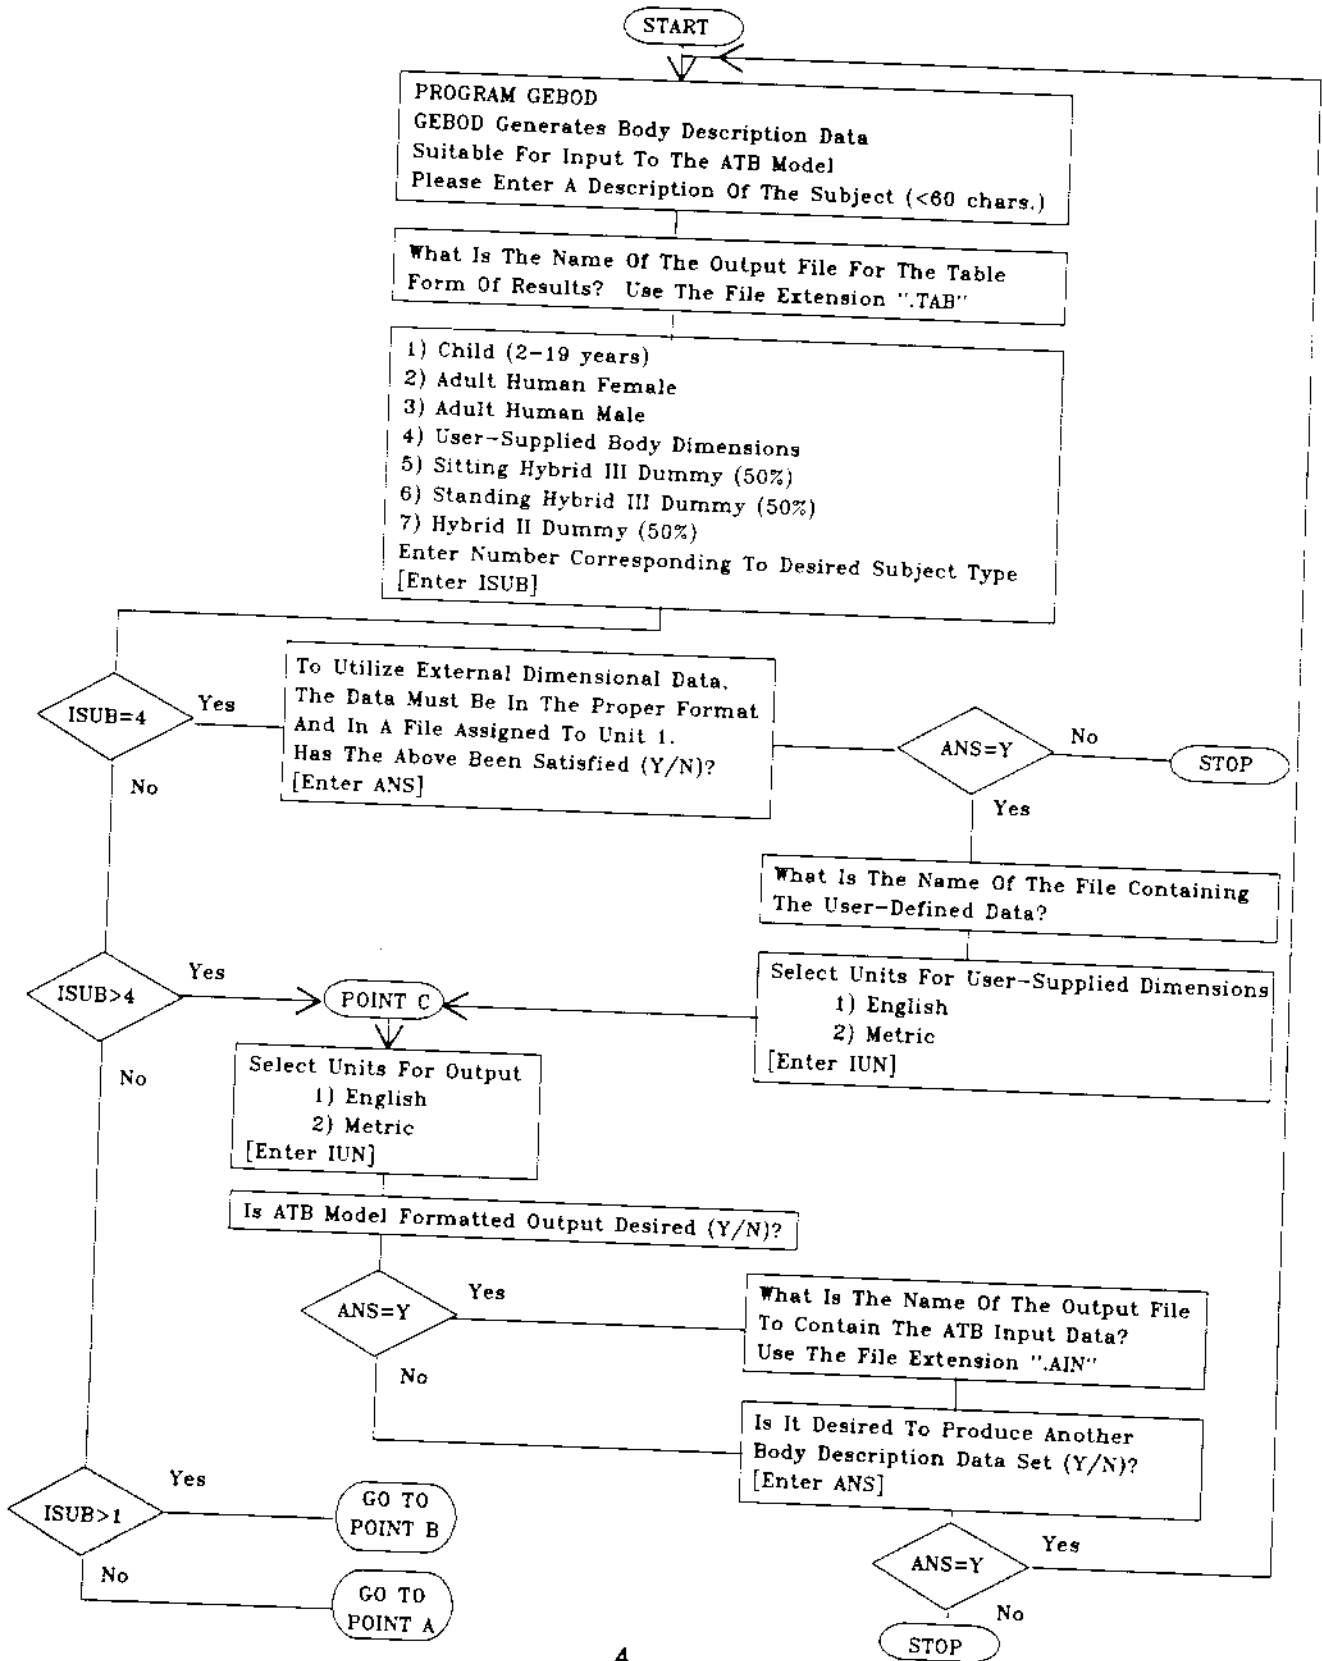 START
PROGRAM GEBOD
GEBOD Generates Body Description Data
Suitable For Input To The ATB Model
Please Enter A Description Of The Subject (<60 chars.)
What Is The Name Of The Output File For The Table
Form Of Results? Use The File Extension ".TAB"
1) Child (2-19 years)
2) Adult Human Female
3) Adult Human Male
4) User-Supplied Body Dimensions
5) Sitting Hybrid III Dummy (50%)
6) Standing Hybrid III Dummy (50%)
7) Hybrid II Dummy (50%)
Enter Number Corresponding To Desired Subject Type
[Enter ISUB]
ISUB=4
Yes
No
To Utilize External Dimensional Data,
The Data Must Be In The Proper Format
And In A File Assigned To Unit 1.
Has The Above Been Satisfied (Y/N)?
[Enter ANS]
ANS=Y
No
STOP
Yes
What Is The Name Of The File Containing
The User-Defined Data?
Select Units For User-Supplied Dimensions
1) English
2) Metric
[Enter IUN]
ISUB>4
Yes
No
POINT C
Select Units For Output
1) English
2) Metric
[Enter IUN]
Is ATB Model Formatted Output Desired (Y/N)?
ANS=Y
Yes
No
What Is The Name Of The Output File
To Contain The ATB Input Data?
Use The File Extension ".AIN"
Is It Desired To Produce Another
Body Description Data Set (Y/N)?
[Enter ANS]
ISUB>1
Yes
No
GO TO
POINT B
GO TO
POINT A
ANS=Y
Yes
No
STOP
4